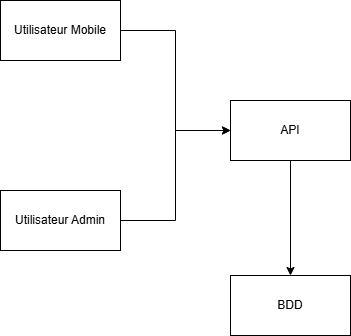 Utilisateur Mobile
API
Utilisateur Admin
BDD